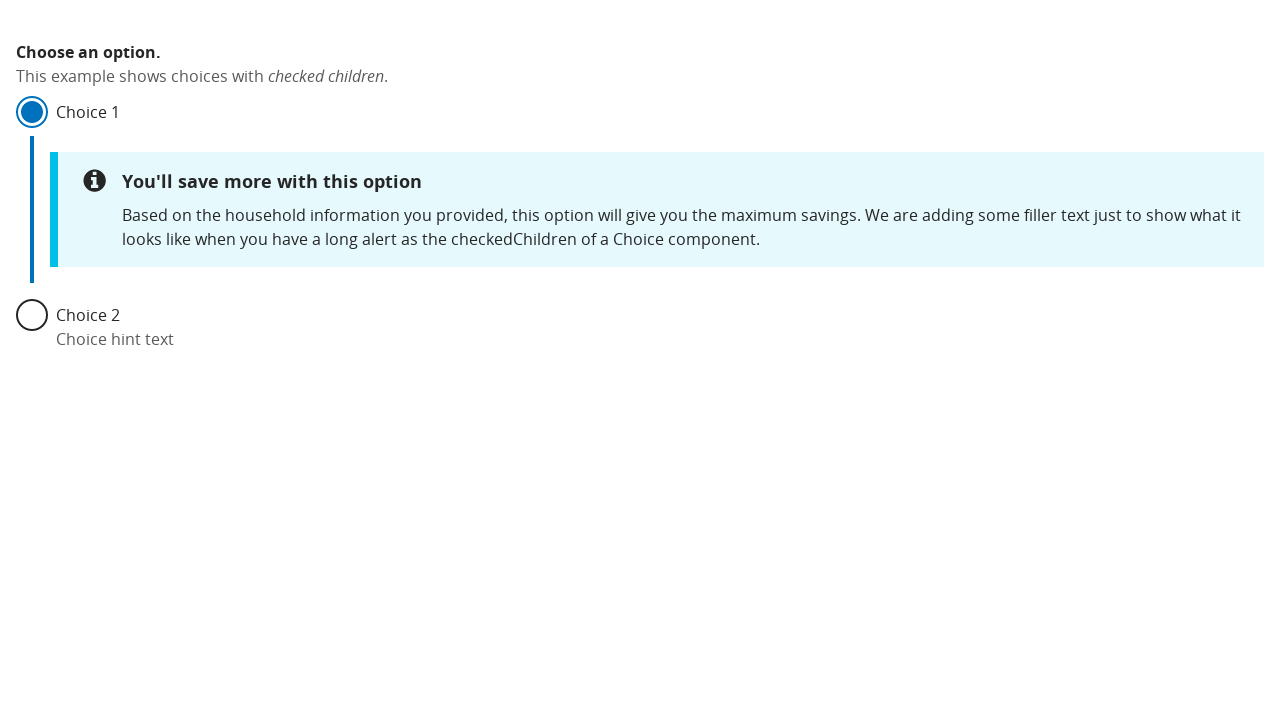 Choose an option.
This example shows choices with checked children.
Choice 1
You'll save more with this option
Based on the household information you provided, this option will give you the maximum savings. We are adding some filler text just to show what it
looks like when you have a long alert as the checkedChildren of a Choice component.
Choice 2
Choice hint text